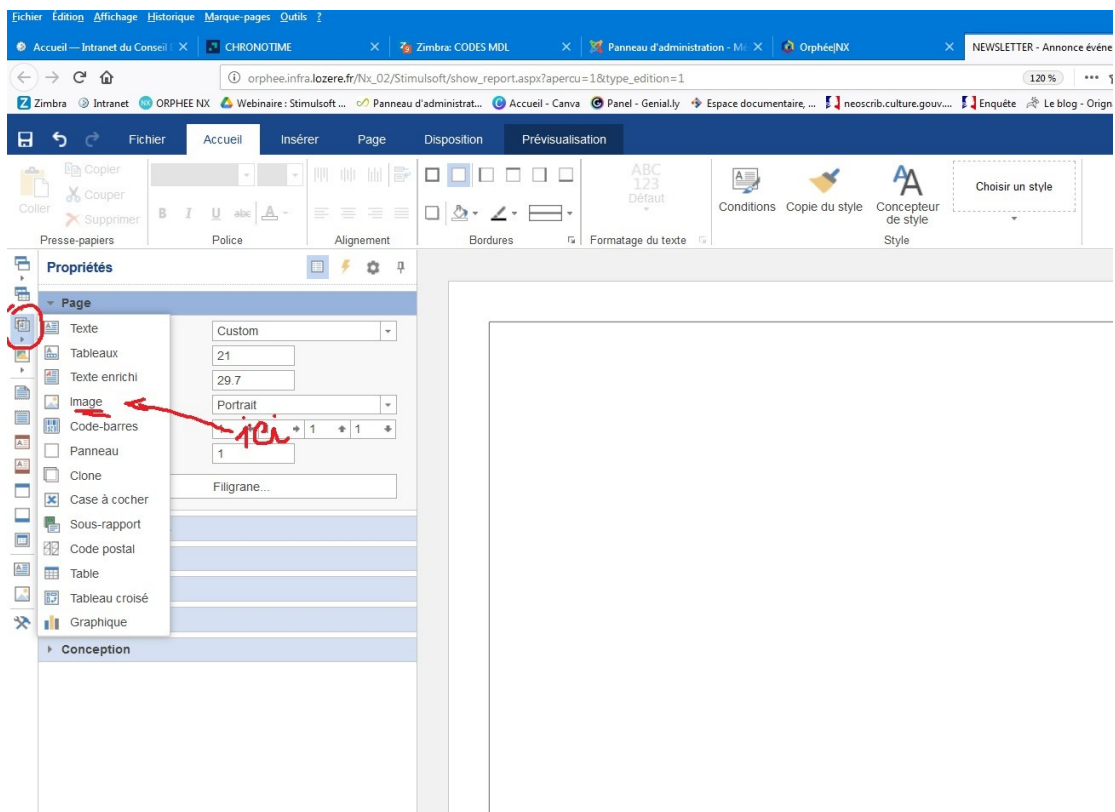 Fichier Édition Affichage Historique Marque-pages Outils ?
Accueil — Intranet du Conseil CHRONOTIME Zimbra: CODES MDL Panneau d'administration - Mo Orphée|NX NEWSLETTER - Annonce événe
orphee.infra.lozere.fr/Nx_02/Stimulsoft/show_report.aspx?apercu=1&type_edition=1 120 %
Zimbra Intranet ORPHEE NX Webinaire : Stimulsoft ... Panneau d'administrat... Accueil - Canva Panel - Genial.ly Espace documentaire, ... neoscrib.culture.gouv.... Enquête Le blog - Orign
Fichier Accueil Insérer Page Disposition Prévisualisation
Coller
Copier
Couper
Supprimer
B I U abc A
ABC
123
Défaut
Conditions Copie du style Concepteur de style
Choisir un style
Presse-papiers Police Alignement Bordures Formatage du texte Style
Propriétés
Page
Texte Custom
Tableaux 21
Texte enrichi 29.7
Image Portrait
ici
Code-barres 1 1
Panneau 1
Clone Filigrane...
Case à cocher
Sous-rapport
Code postal
Table
Tableau croisé
Graphique
Conception